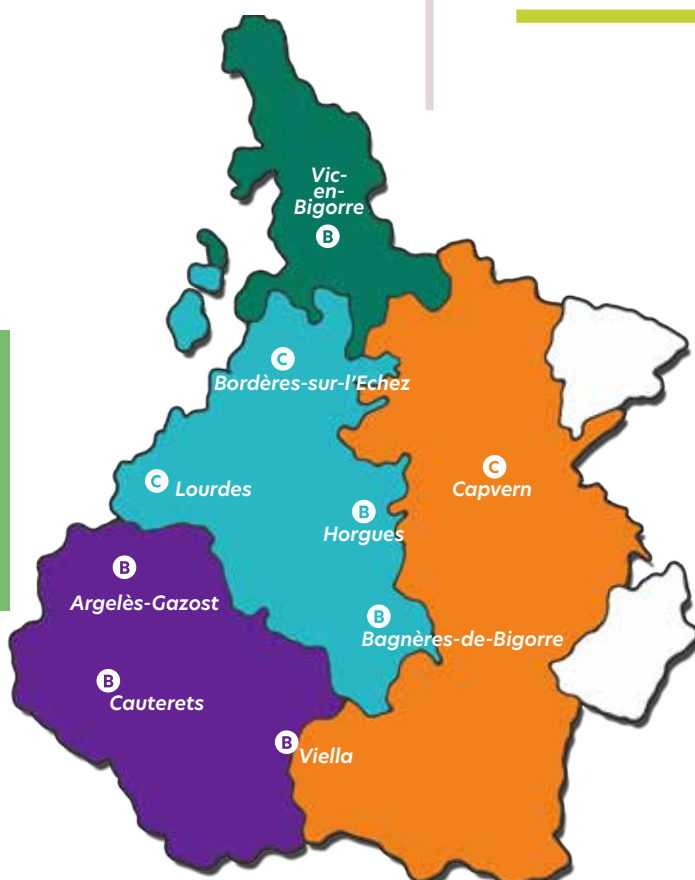 Vic-
en-
Bigorre
B
C
Bordères-sur-l'Echez
C Lourdes
C
Capvern
B
Horgues
B
Argelès-Gazost
B
Bagnères-de-Bigorre
B
Cauterets
B Viella